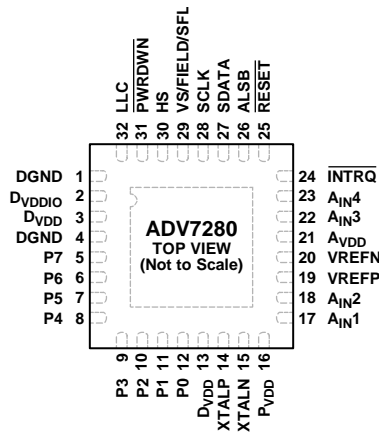 32 LLC
31 PWRDWN
30 HS
29 VS/FIELD/SFL
28 SCLK
27 SDATA
26 ALSB
25 RESET
DGND 1
DVDDIO 2
DVDD 3
DGND 4
P7 5
P6 6
P5 7
P4 8
ADV7280
TOP VIEW
(Not to Scale)
24 INTRQ
23 AIN4
22 AIN3
21 AVDD
20 VREFN
19 VREFP
18 AIN2
17 AIN1
P3 9
P2 10
P1 11
P0 12
DVDD 13
XTALP 14
XTALN 15
PVDD 16